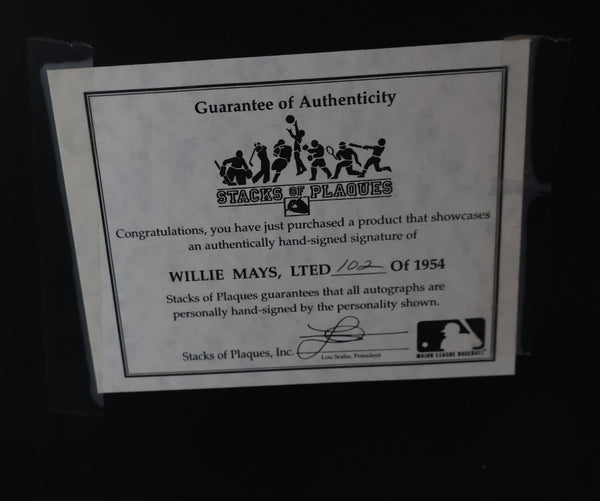 Guarantee of Authenticity
STACKS OF PLAQUES
Congratulations, you have just purchased a product that showcases
an authentically hand-signed signature of
WILLIE MAYS, LTED 102 Of 1954
Stacks of Plaques guarantees that all autographs are
personally hand-signed by the personality shown.
Stacks of Plaques, Inc.
Lou Scalia, President
MAJOR LEAGUE BASEBALL